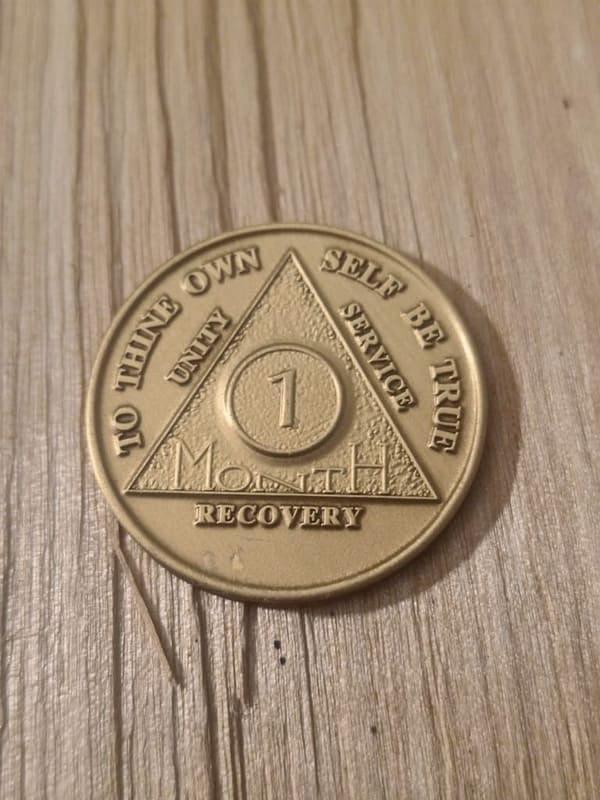 TO THINE OWN SELF BE TRUE
UNITY
SERVICE
1
MONTH
RECOVERY